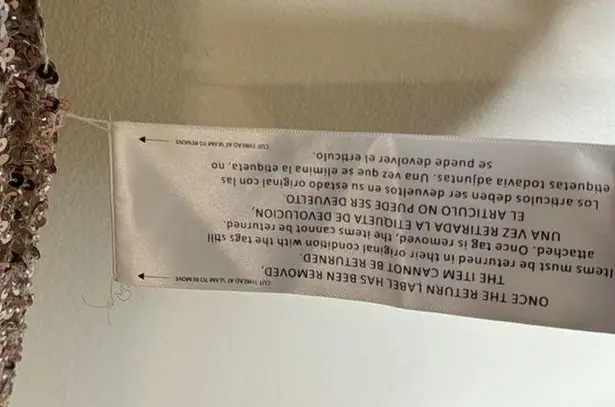 CUT THREAD AT SLAM TO REMOVE
ONCE THE RETURN LABEL HAS BEEN REMOVED,
THE ITEM CANNOT BE RETURNED.
Items must be returned in their original condition with the tags still
attached. Once tag is removed, the items cannot be returned.
UNA VEZ RETIRADA LA ETIQUETA DE DEVOLUCION,
EL ARTICULO NO PUEDE SER DEVUELTO.
Los artículos deben ser devueltos en su estado original con las
etiquetas todavía adjuntas. Una vez que se elimina la etiqueta, no
se puede devolver el erticulo.
CUT THREAD AT SLAM TO REMOVE